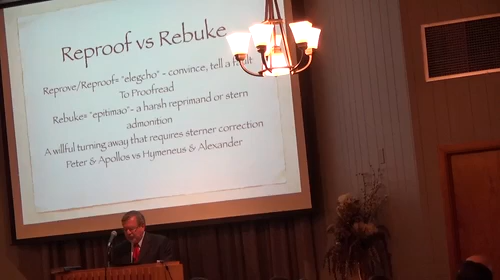 Reproof vs Rebuke
Reprove/Reproof= "elegcho" - convince, tell a fault
To Proofread
Rebuke= "epitimao"- a harsh reprimand or stern
admonition
A willful turning away that requires sterner correction
Peter & Apollos vs Hymeneus & Alexander